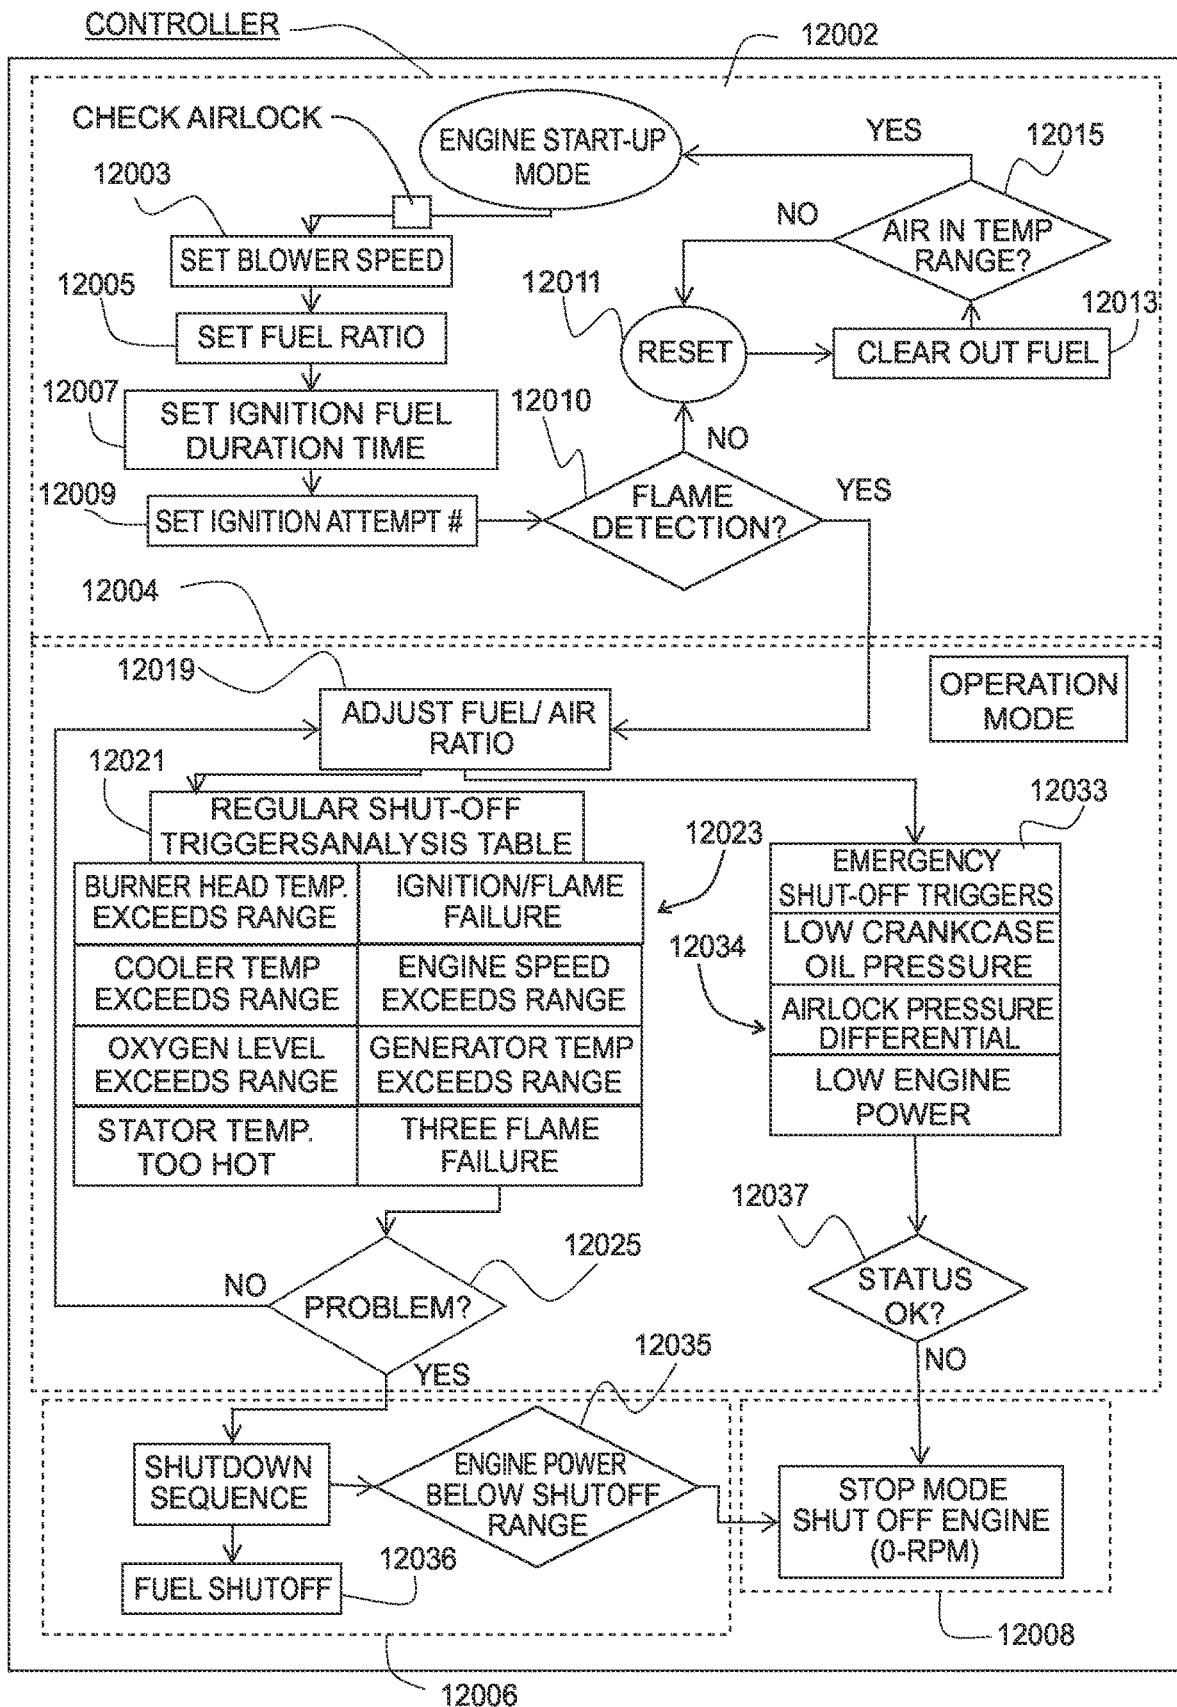 CONTROLLER
12002
CHECK AIRLOCK
ENGINE START-UP
MODE
YES
12015
12003
NO
AIR IN TEMP
RANGE?
SET BLOWER SPEED
12005
12011
12013
SET FUEL RATIO
RESET
CLEAR OUT FUEL
12007
SET IGNITION FUEL
DURATION TIME
12010
NO
12009
SET IGNITION ATTEMPT #
FLAME
DETECTION?
YES
12004
12019
ADJUST FUEL/ AIR
RATIO
OPERATION
MODE
12021
REGULAR SHUT-OFF
TRIGGERSANALYSIS TABLE
BURNER HEAD TEMP.
EXCEEDS RANGE
IGNITION/FLAME
FAILURE
COOLER TEMP
EXCEEDS RANGE
ENGINE SPEED
EXCEEDS RANGE
OXYGEN LEVEL
EXCEEDS RANGE
GENERATOR TEMP
EXCEEDS RANGE
STATOR TEMP.
TOO HOT
THREE FLAME
FAILURE
12023
12033
EMERGENCY
SHUT-OFF TRIGGERS
12034
LOW CRANKCASE
OIL PRESSURE
AIRLOCK PRESSURE
DIFFERENTIAL
LOW ENGINE
POWER
12037
STATUS
OK?
NO
12025
NO
PROBLEM?
YES
12035
SHUTDOWN
SEQUENCE
ENGINE POWER
BELOW SHUTOFF
RANGE
STOP MODE
SHUT OFF ENGINE
(0-RPM)
FUEL SHUTOFF
12036
12008
12006